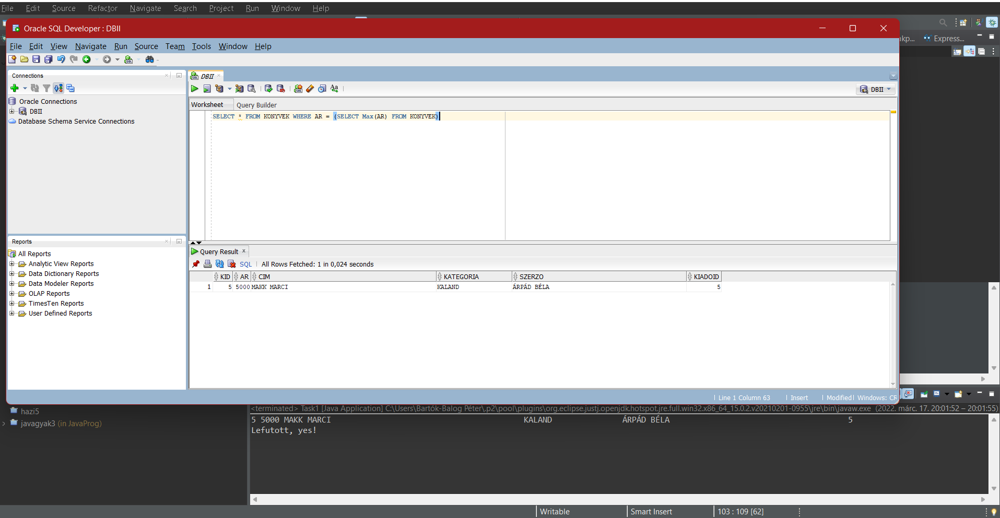 File Edit Source Refactor Navigate Search Project Run Window Help
Oracle SQL Developer : DBII
File Edit View Navigate Run Source Team Tools Window Help
akp... Express...
Connections
Oracle Connections
DBII
Database Schema Service Connections
DBII
DBII
Worksheet Query Builder
SELECT * FROM KONYVEK WHERE AR = (SELECT Max(AR) FROM KONYVEK)
Reports
All Reports
Analytic View Reports
Data Dictionary Reports
Data Modeler Reports
OLAP Reports
TimesTen Reports
User Defined Reports
Query Result
SQL All Rows Fetched: 1 in 0,024 seconds
KID AR CIM KATEGORIA SZERZO KIADOID
1 5 5000 MAKK MARCI KALAND ÁRPÁD BÉLA 5
Line 1 Column 63 Insert Modified Windows: CR
hazi5
javagyak3 (in JavaProg)
<terminated> Task1 [Java Application] C:\Users\Bartók-Balog Péter\.p2\pool\plugins\org.eclipse.justj.openjdk.hotspot.jre.full.win32.x86_64_15.0.2.v20210201-0955\jre\bin\javaw.exe (2022. márc. 17. 20:01:52 – 20:01:55)
5 5000 MAKK MARCI KALAND ÁRPÁD BÉLA 5
Lefutott, yes!
Writable Smart Insert 103 : 109 [62]